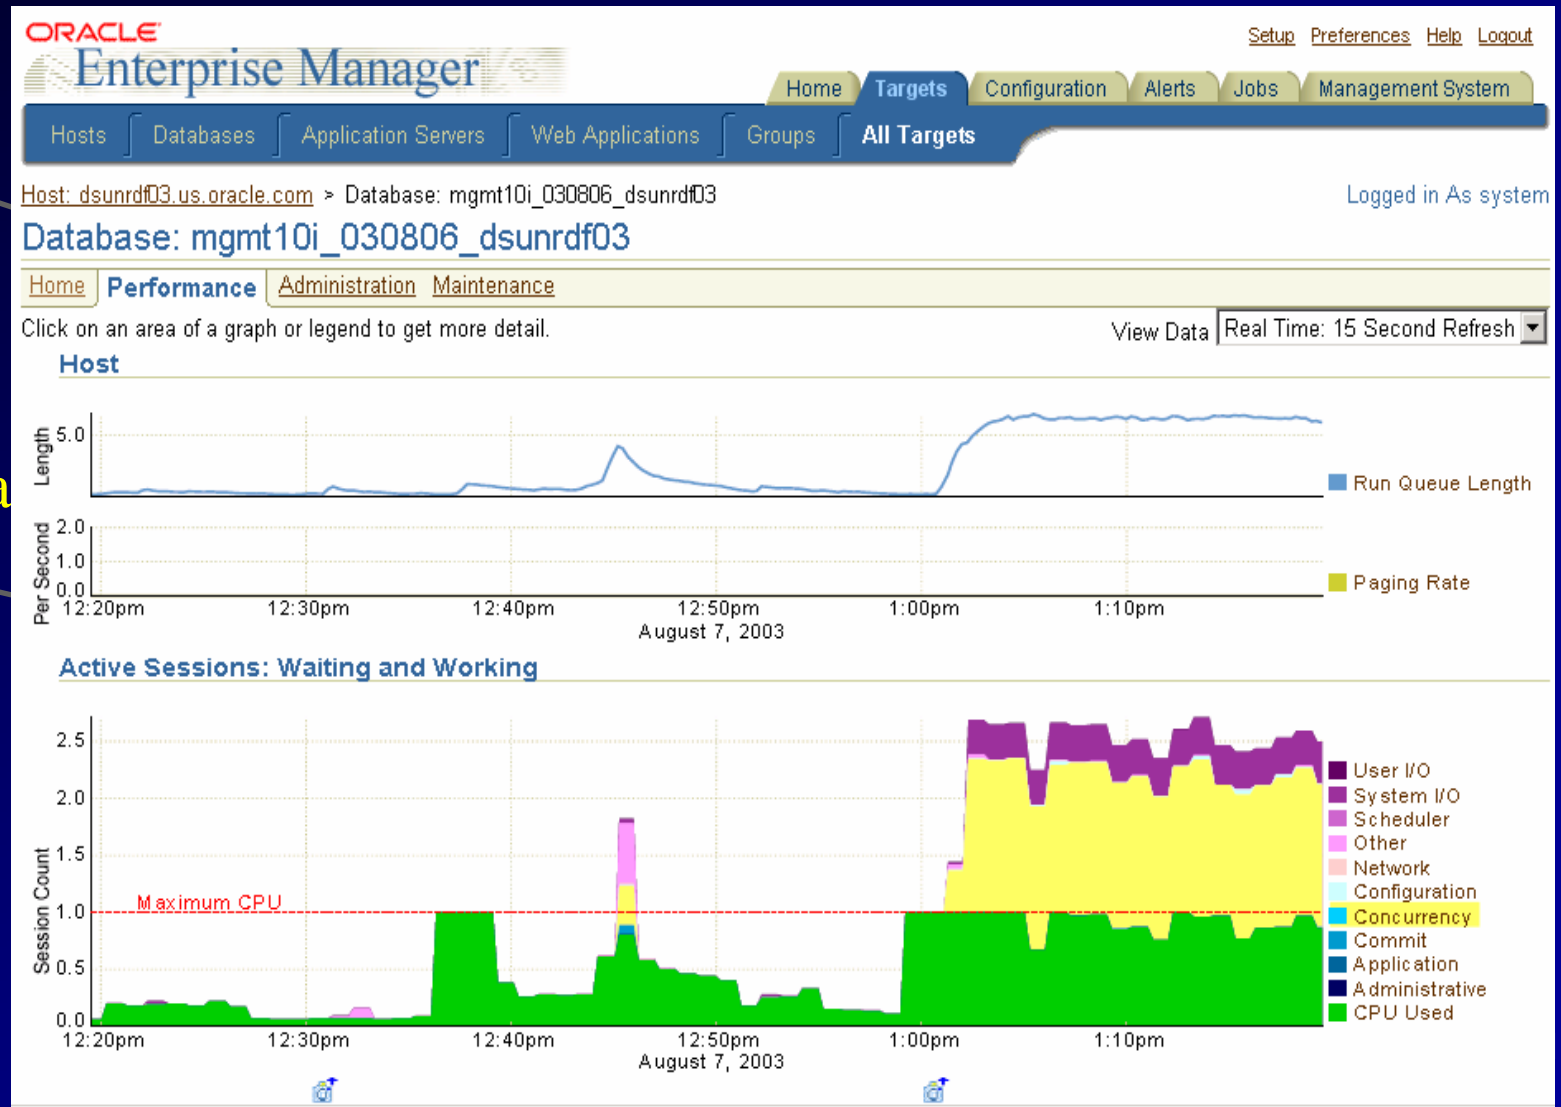 ORACLE
Enterprise Manager
Setup Preferences Help Logout
Home Targets Configuration Alerts Jobs Management System
Hosts Databases Application Servers Web Applications Groups All Targets
Host: dsunrdf03.us.oracle.com > Database: mgmt10i_030806_dsunrdf03
Logged in As system
Database: mgmt10i_030806_dsunrdf03
Home Performance Administration Maintenance
Click on an area of a graph or legend to get more detail.
View Data Real Time: 15 Second Refresh
Host
Length
5.0
Run Queue Length
a
Per Second
2.0
1.0
0.0
Paging Rate
12:20pm 12:30pm 12:40pm 12:50pm 1:00pm 1:10pm
August 7, 2003
Active Sessions: Waiting and Working
Session Count
2.5
2.0
1.5
1.0
0.5
0.0
Maximum CPU
User I/O
System I/O
Scheduler
Other
Network
Configuration
Concurrency
Commit
Application
Administrative
CPU Used
12:20pm 12:30pm 12:40pm 12:50pm 1:00pm 1:10pm
August 7, 2003